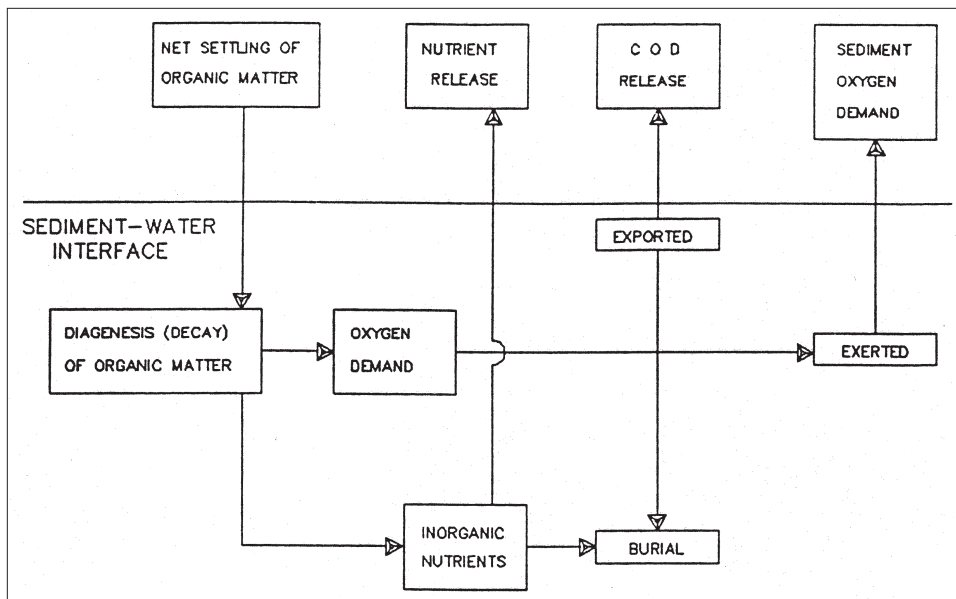 NET SETTLING OF
ORGANIC MATTER
NUTRIENT
RELEASE
C O D
RELEASE
SEDIMENT
OXYGEN
DEMAND
SEDIMENT-WATER
INTERFACE
EXPORTED
DIAGENESIS (DECAY)
OF ORGANIC MATTER
OXYGEN
DEMAND
EXERTED
INORGANIC
NUTRIENTS
BURIAL